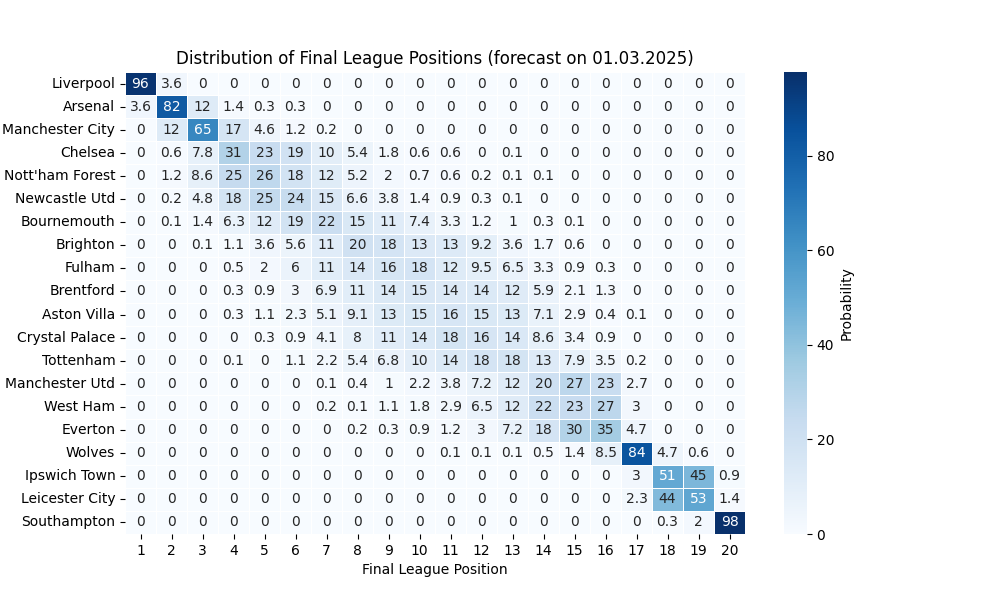 Distribution of Final League Positions (forecast on 01.03.2025)
Liverpool 96 3.6 0 0 0 0 0 0 0 0 0 0 0 0 0 0 0 0 0 0
Arsenal 3.6 82 12 1.4 0.3 0.3 0 0 0 0 0 0 0 0 0 0 0 0 0 0
Manchester City 0 12 65 17 4.6 1.2 0.2 0 0 0 0 0 0 0 0 0 0 0 0 0
Chelsea 0 0.6 7.8 31 23 19 10 5.4 1.8 0.6 0.6 0 0.1 0 0 0 0 0 0 0
Nott'ham Forest 0 1.2 8.6 25 26 18 12 5.2 2 0.7 0.6 0.2 0.1 0.1 0 0 0 0 0 0
Newcastle Utd 0 0.2 4.8 18 25 24 15 6.6 3.8 1.4 0.9 0.3 0.1 0 0 0 0 0 0 0
Bournemouth 0 0.1 1.4 6.3 12 19 22 15 11 7.4 3.3 1.2 1 0.3 0.1 0 0 0 0 0
Brighton 0 0 0.1 1.1 3.6 5.6 11 20 18 13 13 9.2 3.6 1.7 0.6 0 0 0 0 0
Fulham 0 0 0 0.5 2 6 11 14 16 18 12 9.5 6.5 3.3 0.9 0.3 0 0 0 0
Brentford 0 0 0 0.3 0.9 3 6.9 11 14 15 14 14 12 5.9 2.1 1.3 0 0 0 0
Aston Villa 0 0 0 0.3 1.1 2.3 5.1 9.1 13 15 16 15 13 7.1 2.9 0.4 0.1 0 0 0
Crystal Palace 0 0 0 0 0.3 0.9 4.1 8 11 14 18 16 14 8.6 3.4 0.9 0 0 0 0
Tottenham 0 0 0 0.1 0 1.1 2.2 5.4 6.8 10 14 18 18 13 7.9 3.5 0.2 0 0 0
Manchester Utd 0 0 0 0 0 0 0.1 0.4 1 2.2 3.8 7.2 12 20 27 23 2.7 0 0 0
West Ham 0 0 0 0 0 0 0.2 0.1 1.1 1.8 2.9 6.5 12 22 23 27 3 0 0 0
Everton 0 0 0 0 0 0 0 0.2 0.3 0.9 1.2 3 7.2 18 30 35 4.7 0 0 0
Wolves 0 0 0 0 0 0 0 0 0 0 0.1 0.1 0.1 0.5 1.4 8.5 84 4.7 0.6 0
Ipswich Town 0 0 0 0 0 0 0 0 0 0 0 0 0 0 0 0 3 51 45 0.9
Leicester City 0 0 0 0 0 0 0 0 0 0 0 0 0 0 0 0 2.3 44 53 1.4
Southampton 0 0 0 0 0 0 0 0 0 0 0 0 0 0 0 0 0 0.3 2 98
1 2 3 4 5 6 7 8 9 10 11 12 13 14 15 16 17 18 19 20
Final League Position
80
60
40
20
0
Probability